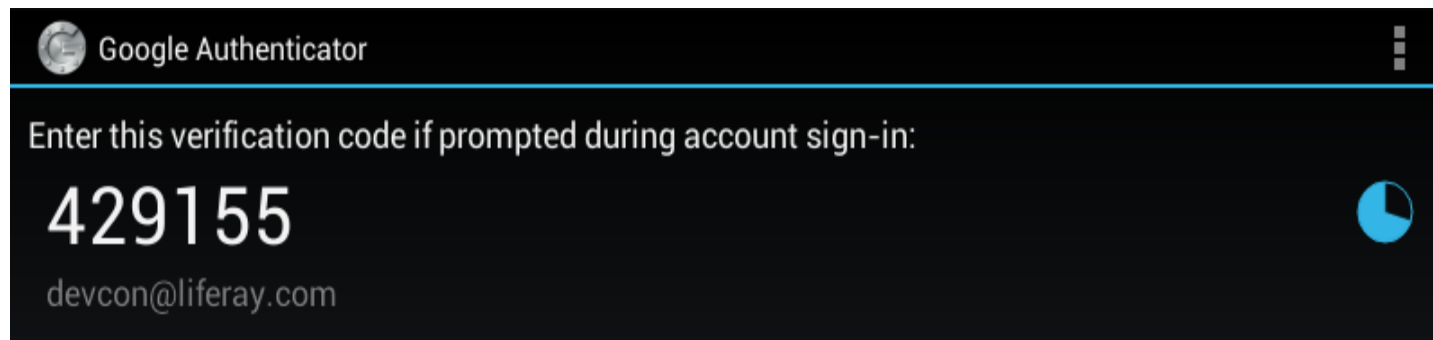 Google Authenticator
Enter this verification code if prompted during account sign-in:
429155
devcon@liferay.com